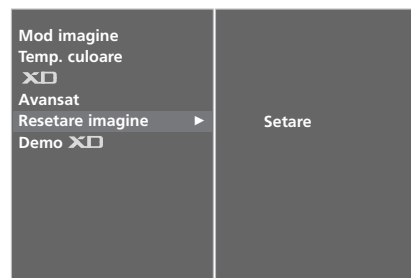 Mod imagine
Temp. culoare
XD
Avansat
Resetare imagine ►
Demo XD
Setare